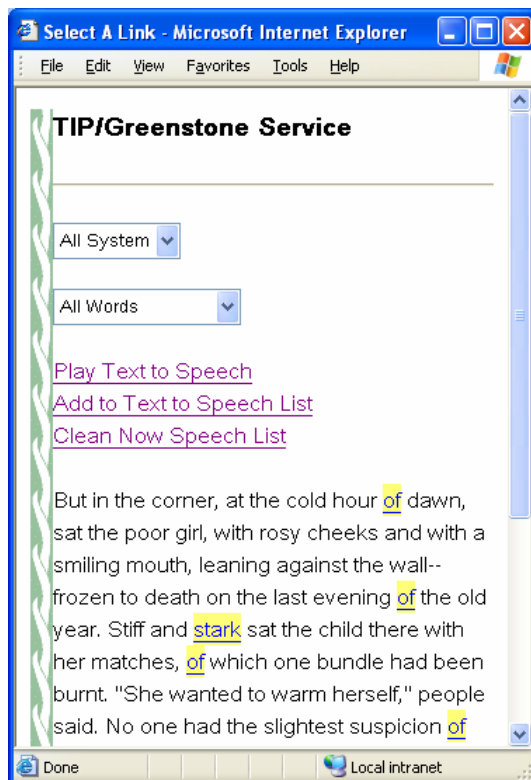 Select A Link - Microsoft Internet Explorer
File Edit View Favorites Tools Help
TIP/Greenstone Service
All System
All Words
Play Text to Speech
Add to Text to Speech List
Clean Now Speech List
But in the corner, at the cold hour of dawn,
sat the poor girl, with rosy cheeks and with a
smiling mouth, leaning against the wall--
frozen to death on the last evening of the old
year. Stiff and stark sat the child there with
her matches, of which one bundle had been
burnt. "She wanted to warm herself," people
said. No one had the slightest suspicion of
Done Local intranet